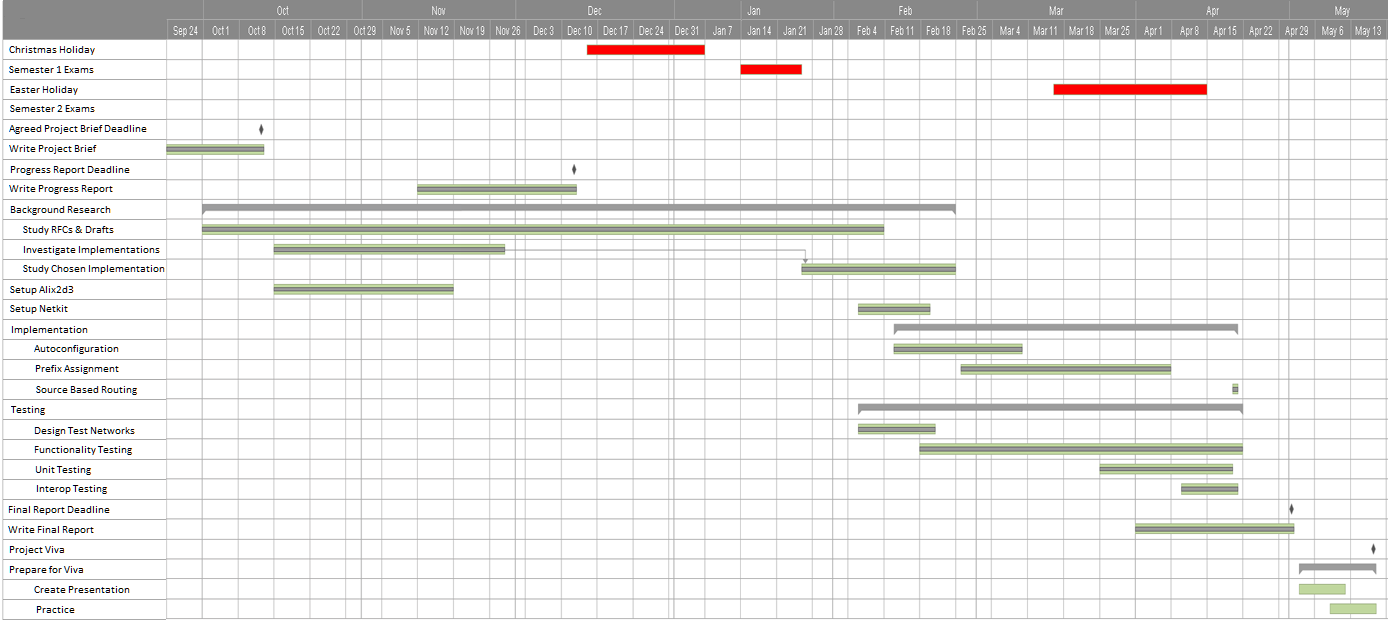 Oct Nov Dec Jan Feb Mar Apr May
Sep 24 Oct 1 Oct 8 Oct 15 Oct 22 Oct 29 Nov 5 Nov 12 Nov 19 Nov 26 Dec 3 Dec 10 Dec 17 Dec 24 Dec 31 Jan 7 Jan 14 Jan 21 Jan 28 Feb 4 Feb 11 Feb 18 Feb 25 Mar 4 Mar 11 Mar 18 Mar 25 Apr 1 Apr 8 Apr 15 Apr 22 Apr 29 May 6 May 13
Christmas Holiday
Semester 1 Exams
Easter Holiday
Semester 2 Exams
Agreed Project Brief Deadline
Write Project Brief
Progress Report Deadline
Write Progress Report
Background Research
Study RFCs & Drafts
Investigate Implementations
Study Chosen Implementation
Setup Alix2d3
Setup Netkit
Implementation
Autoconfiguration
Prefix Assignment
Source Based Routing
Testing
Design Test Networks
Functionality Testing
Unit Testing
Interop Testing
Final Report Deadline
Write Final Report
Project Viva
Prepare for Viva
Create Presentation
Practice